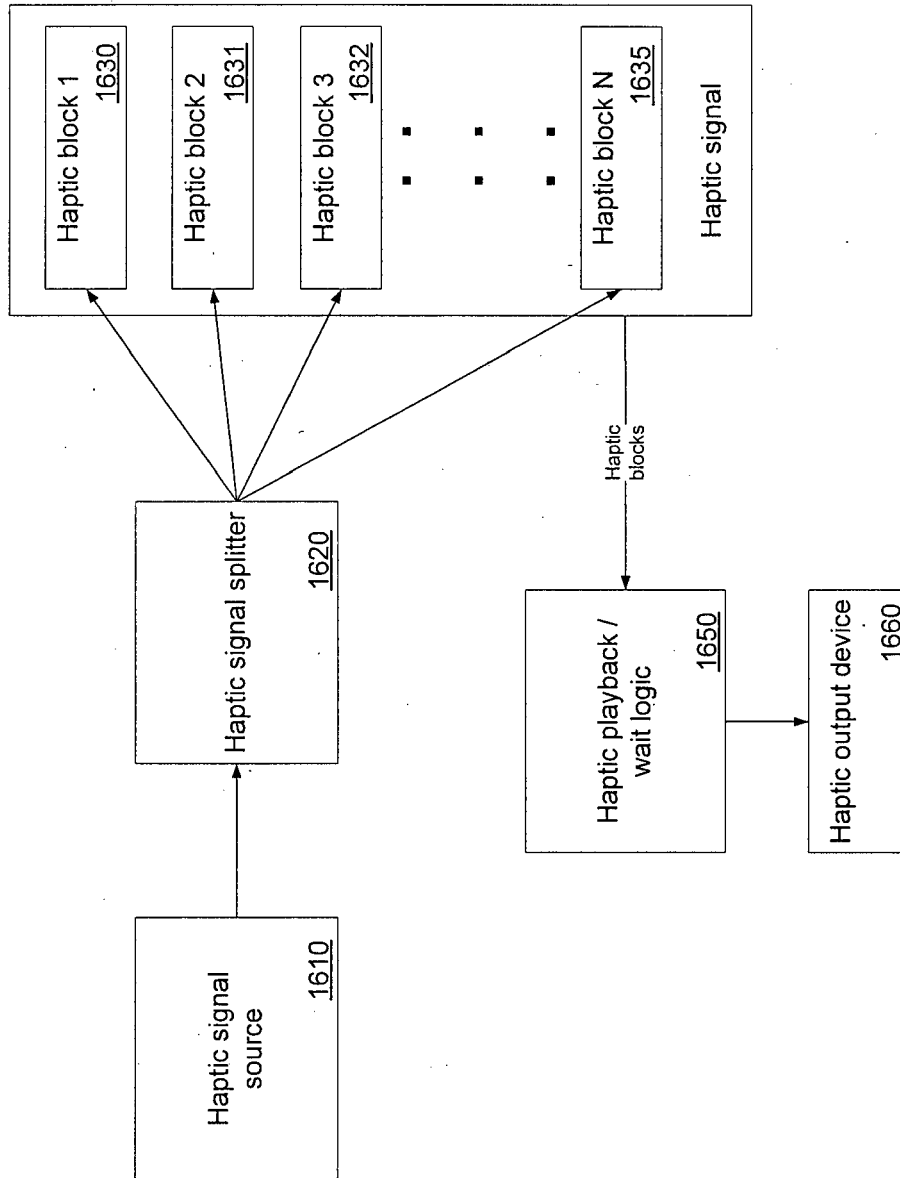 Haptic signal
source
1610
Haptic signal splitter
1620
Haptic block 1
1630
Haptic block 2
1631
Haptic block 3
1632
Haptic block N
1635
Haptic signal
Haptic
blocks
Haptic playback /
wait logic
1650
Haptic output device
1660